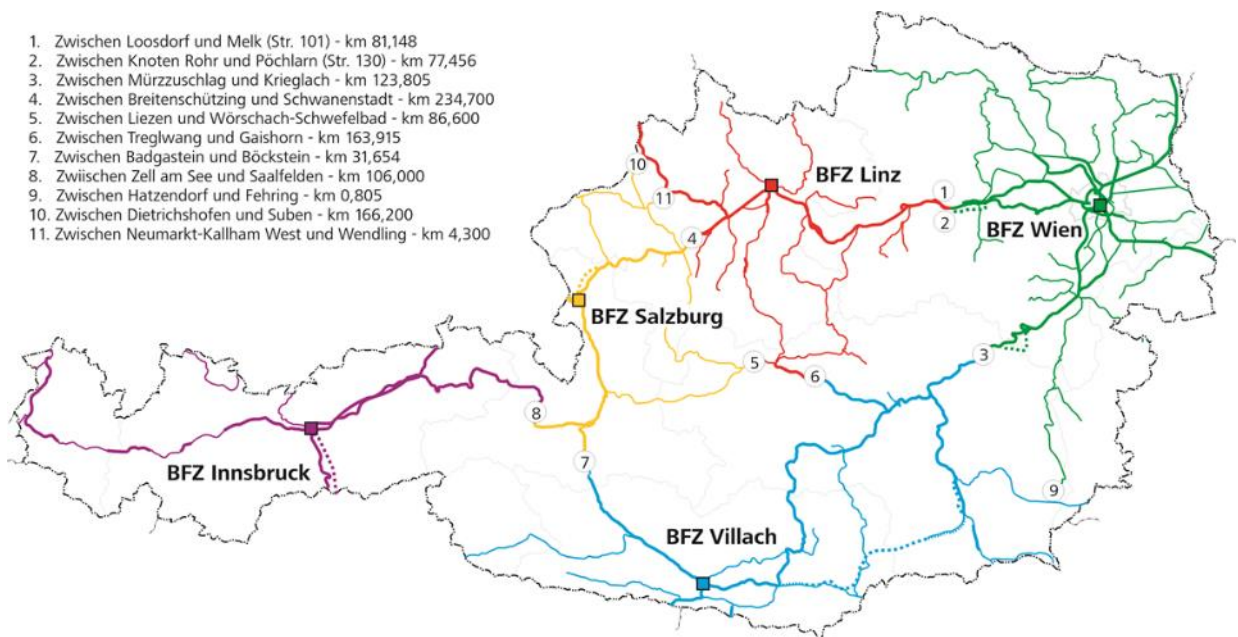 1. Zwischen Loosdorf und Melk (Str. 101) - km 81,148
2. Zwischen Knoten Rohr und Pöchlarn (Str. 130) - km 77,456
3. Zwischen Mürzzuschlag und Krieglach - km 123,805
4. Zwischen Breitenschützing und Schwanenstadt - km 234,700
5. Zwischen Liezen und Wörschach-Schwefelbad - km 86,600
6. Zwischen Treglwang und Gaishorn - km 163,915
7. Zwischen Badgastein und Böckstein - km 31,654
8. Zwiischen Zell am See und Saalfelden - km 106,000
9. Zwischen Hatzendorf und Fehring - km 0,805
10. Zwischen Dietrichshofen und Suben - km 166,200
11. Zwischen Neumarkt-Kallham West und Wendling - km 4,300
10
BFZ Linz
11
1
2
BFZ Wien
4
BFZ Salzburg
3
5
6
8
BFZ Innsbruck
7
9
BFZ Villach